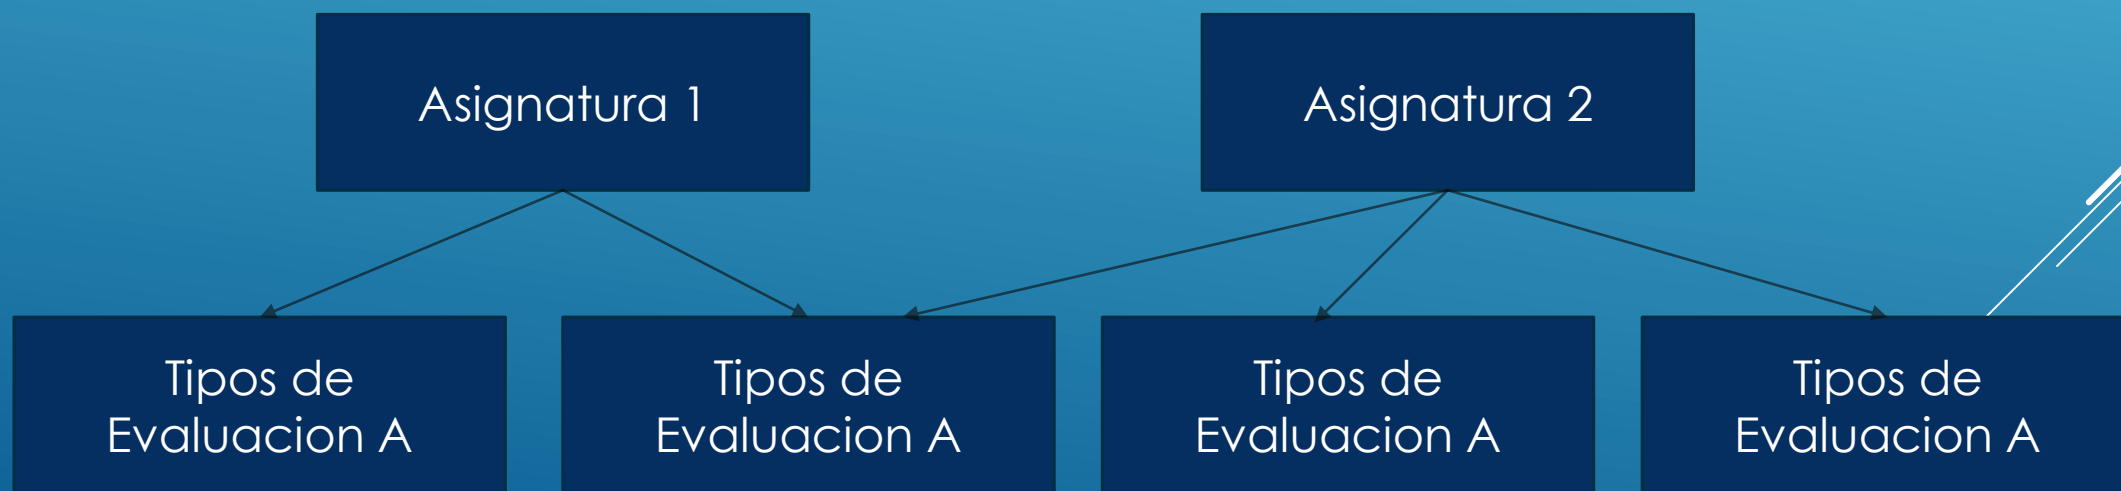 Asignatura 1
Asignatura 2
Tipos de
Evaluacion A
Tipos de
Evaluacion A
Tipos de
Evaluacion A
Tipos de
Evaluacion A